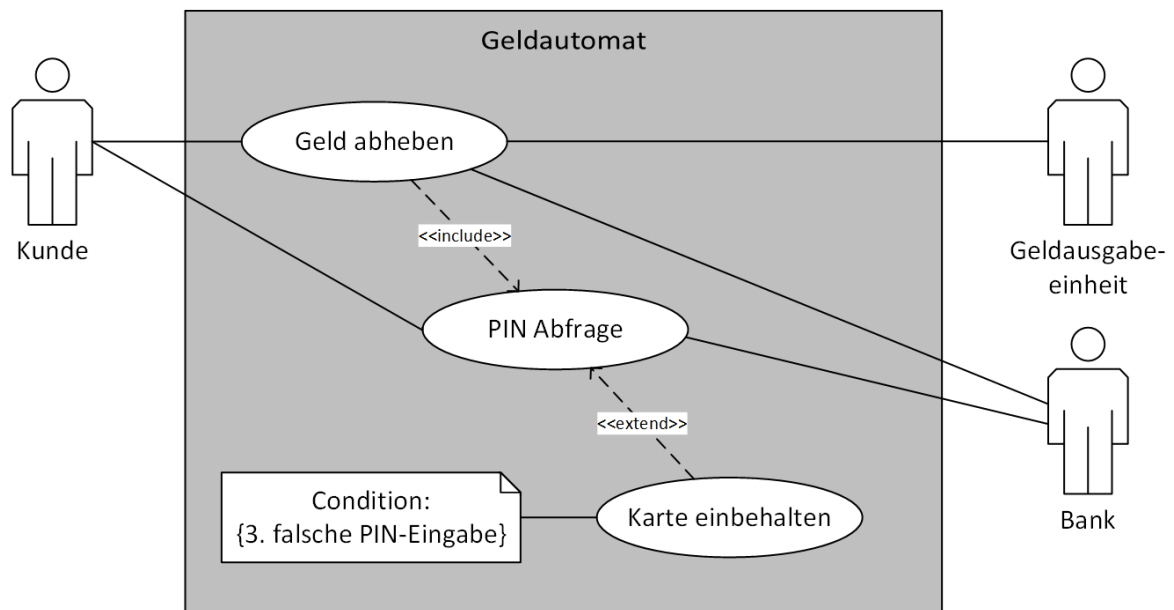 Geldautomat
Geld abheben
Kunde
<<include>>
Geldausgabe-
einheit
PIN Abfrage
<<extend>>
Condition:
{3. falsche PIN-Eingabe}
Karte einbehalten
Bank